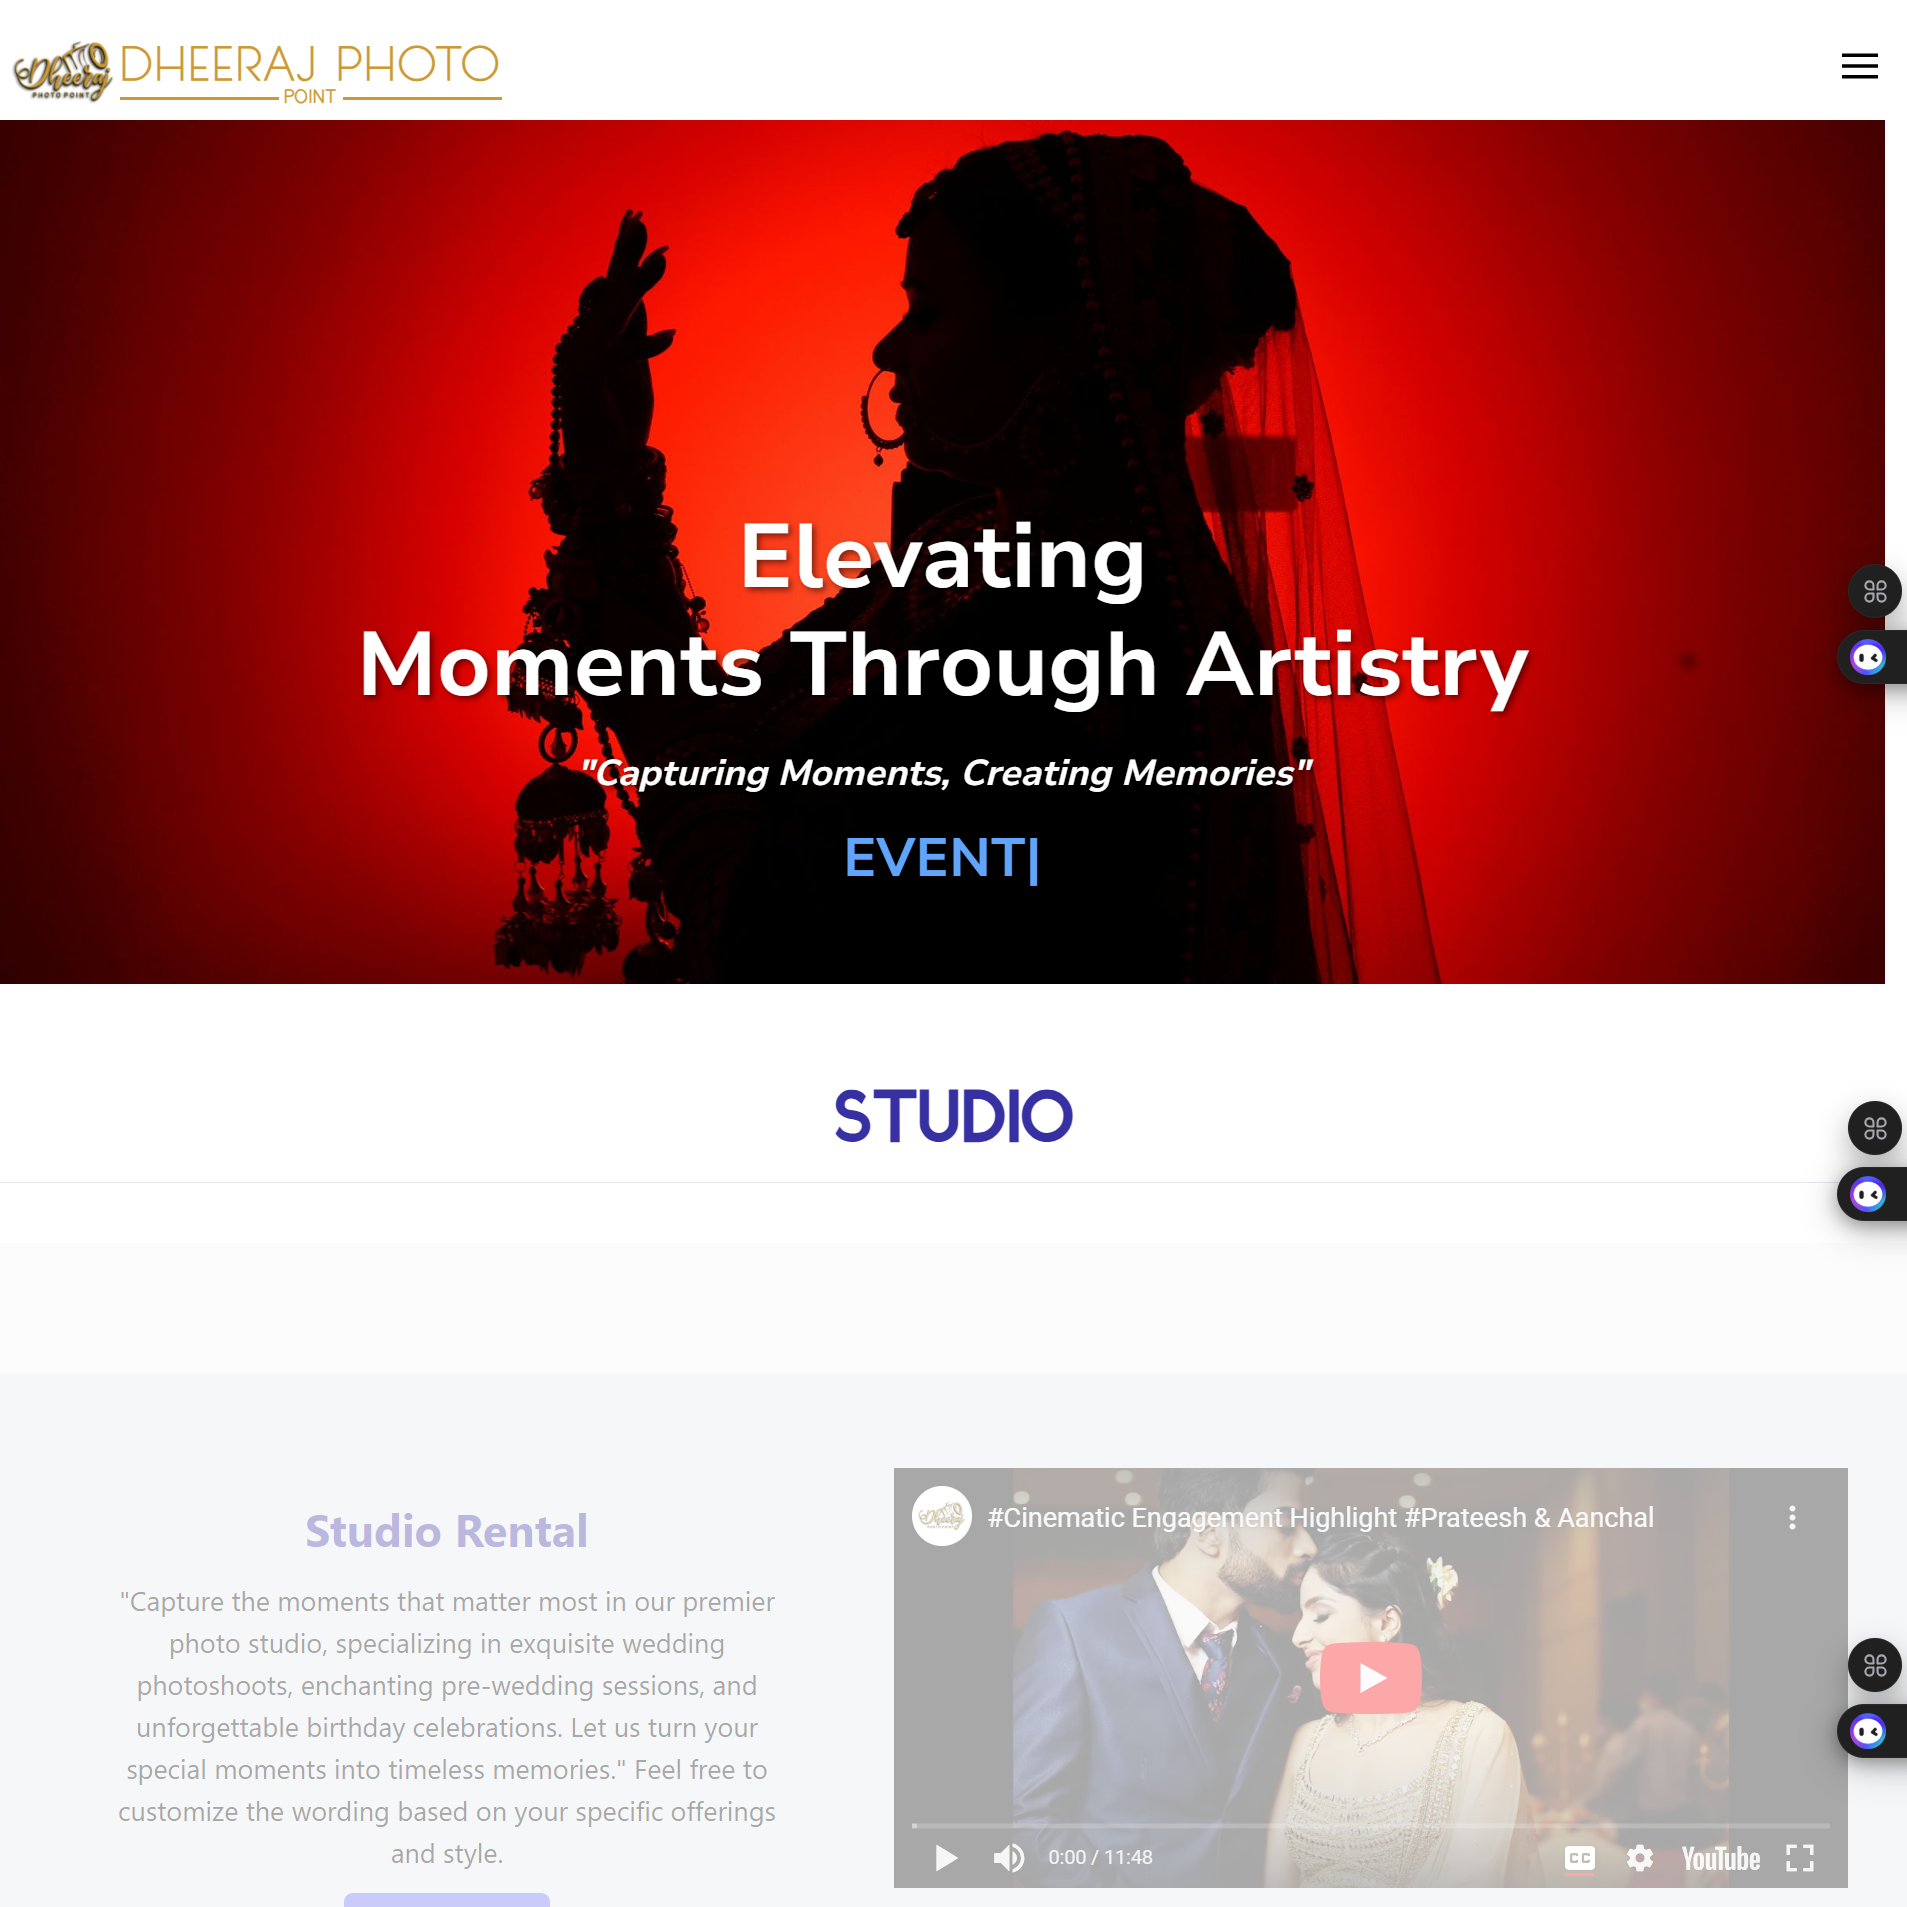 Dheeraj
PHOTO POINT
DHEERAJ PHOTO
POINT
Elevating
Moments Through Artistry
"Capturing Moments, Creating Memories"
EVENT|
STUDIO
Studio Rental
"Capture the moments that matter most in our premier
photo studio, specializing in exquisite wedding
photoshoots, enchanting pre-wedding sessions, and
unforgettable birthday celebrations. Let us turn your
special moments into timeless memories." Feel free to
customize the wording based on your specific offerings
and style.
Dheeraj
#Cinematic Engagement Highlight #Prateesh & Aanchal
0:00 / 11:48
CC
YouTube